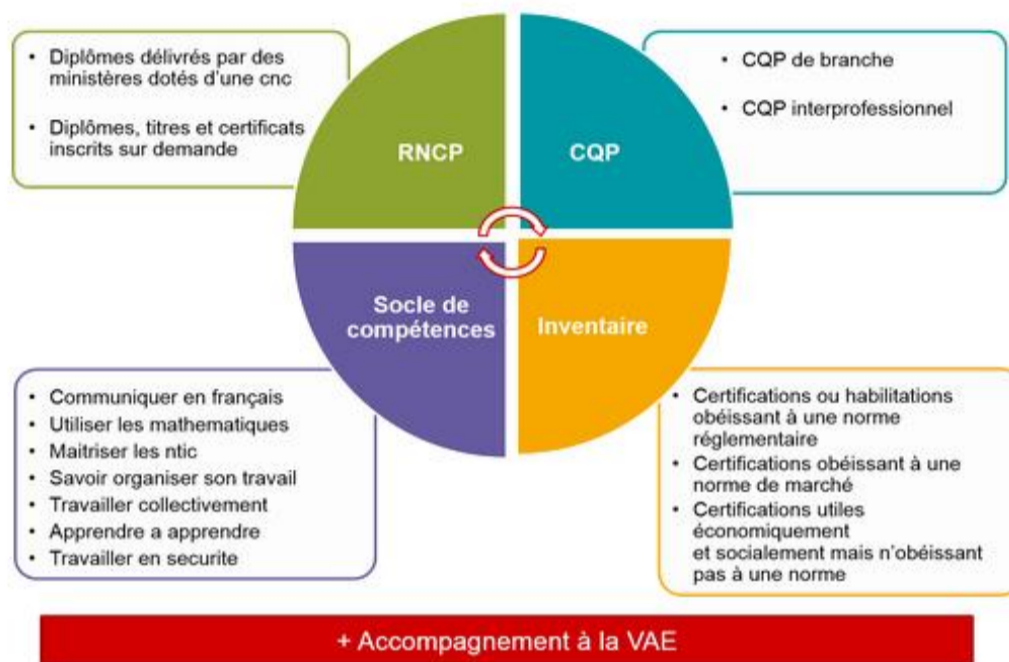 • Diplômes délivrés par des
ministères dotés d'une cnc
• Diplômes, titres et certificats
inscrits sur demande
RNCP
CQP
• CQP de branche
• CQP interprofessionnel
Socle de
compétences
Inventaire
• Communiquer en français
• Utiliser les mathematiques
• Maitriser les ntic
• Savoir organiser son travail
• Travailler collectivement
• Apprendre a apprendre
• Travailler en securite
• Certifications ou habilitations
obéissant à une norme
réglementaire
• Certifications obéissant à une
norme de marché
• Certifications utiles
économiquement
et socialement mais n'obéissant
pas à une norme
+ Accompagnement à la VAE